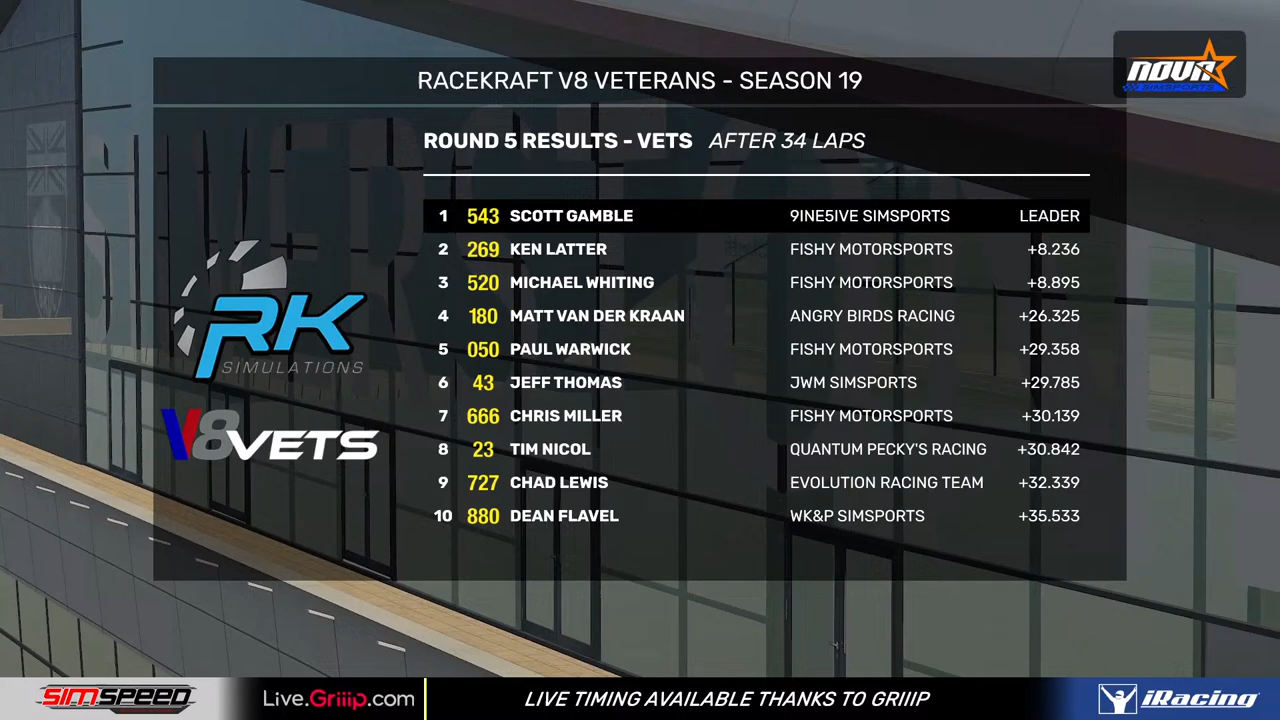 NOVA
SIMSPORTS
RACEKRAFT V8 VETERANS - SEASON 19
ROUND 5 RESULTS - VETS AFTER 34 LAPS
1 543 SCOTT GAMBLE 9INE5IVE SIMSPORTS LEADER
2 269 KEN LATTER FISHY MOTORSPORTS +8.236
3 520 MICHAEL WHITING FISHY MOTORSPORTS +8.895
4 180 MATT VAN DER KRAAN ANGRY BIRDS RACING +26.325
5 050 PAUL WARWICK FISHY MOTORSPORTS +29.358
6 43 JEFF THOMAS JWM SIMSPORTS +29.785
7 666 CHRIS MILLER FISHY MOTORSPORTS +30.139
8 23 TIM NICOL QUANTUM PECKY'S RACING +30.842
9 727 CHAD LEWIS EVOLUTION RACING TEAM +32.339
10 880 DEAN FLAVEL WK&P SIMSPORTS +35.533
RK
SIMULATIONS
V8VETS
SIMSPEED Live.Griiip.com LIVE TIMING AVAILABLE THANKS TO GRIIIP iRacing